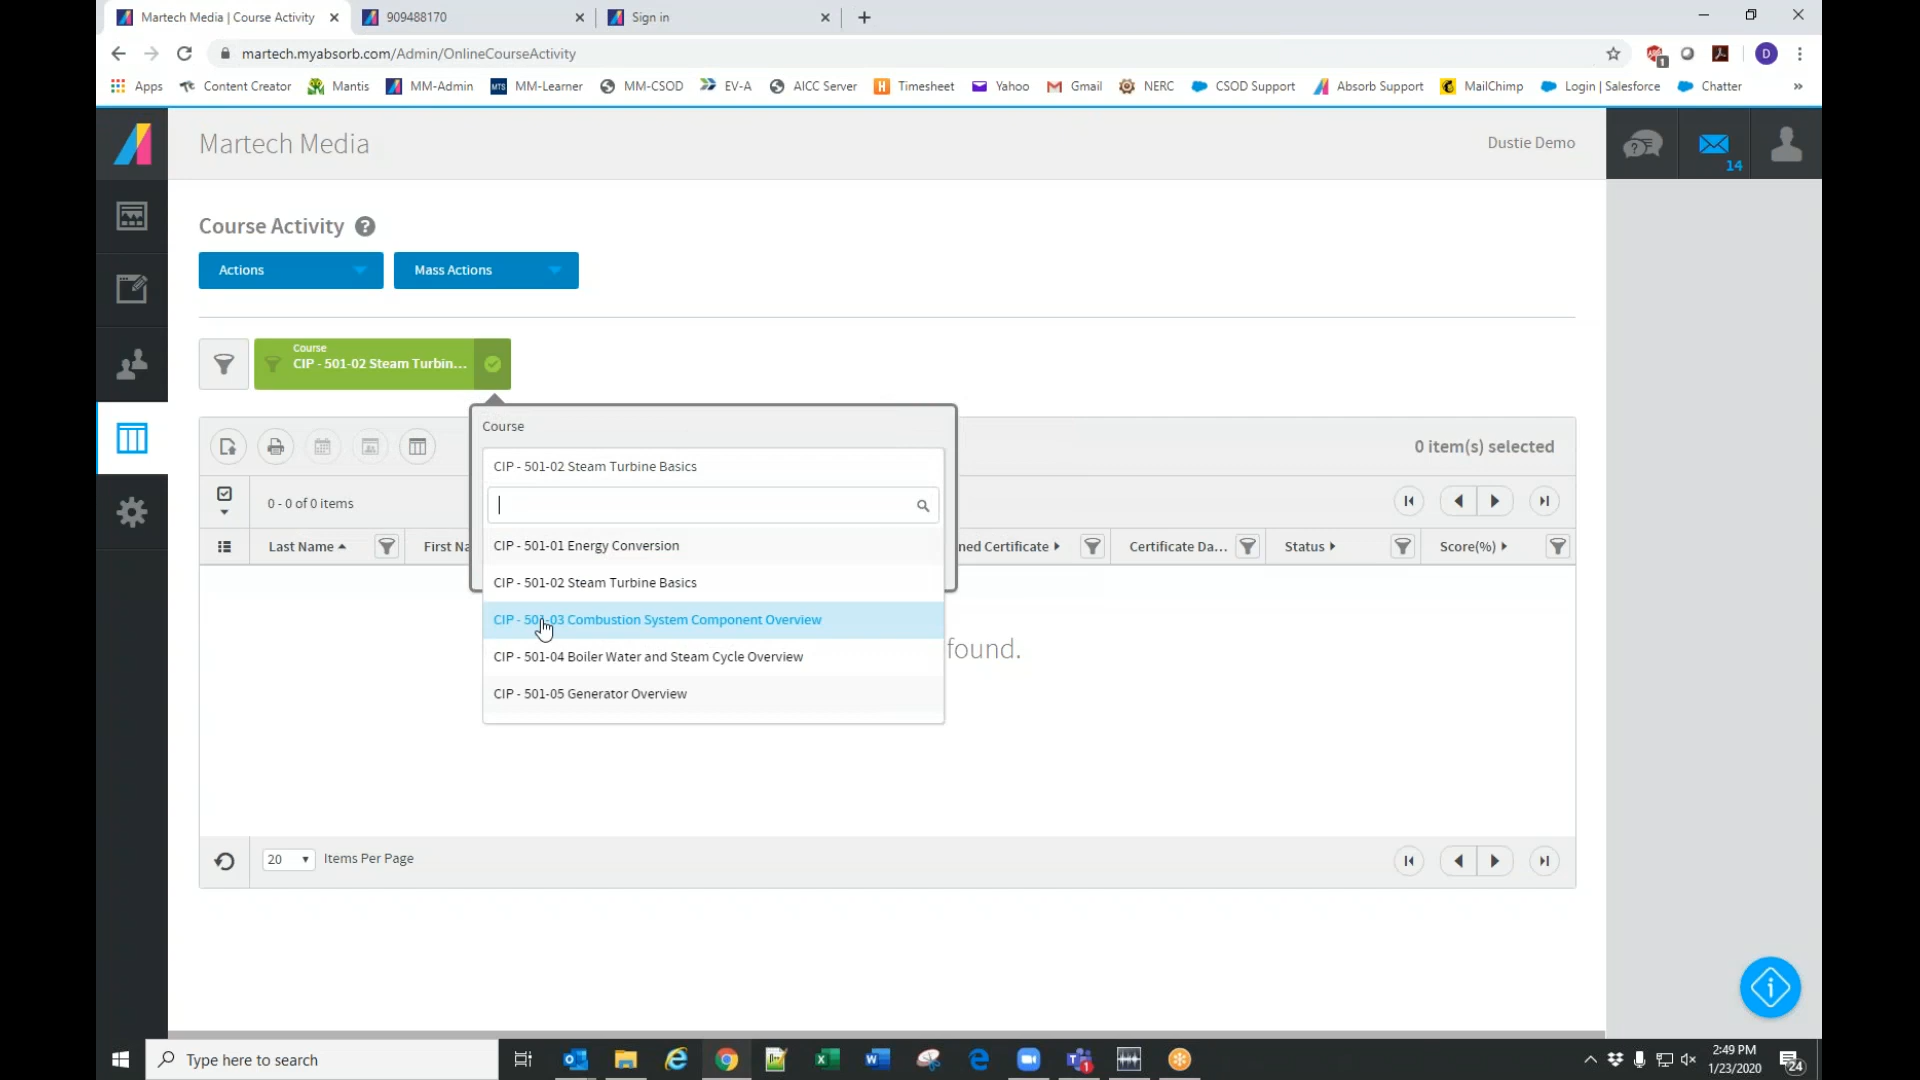 Martech Media | Course Activity
909488170
Sign in
martech.myabsorb.com/Admin/OnlineCourseActivity
D
Apps
Content Creator
Mantis
MM-Admin
MM-Learner
MM-CSOD
EV-A
AICC Server
Timesheet
Yahoo
Gmail
NERC
CSOD Support
Absorb Support
MailChimp
Login | Salesforce
Chatter
»
Martech Media
Dustie Demo
14
Course Activity ?
Actions
Mass Actions
Course
CIP - 501-02 Steam Turbin...
Course
CIP - 501-02 Steam Turbine Basics
0 item(s) selected
0 - 0 of 0 items
Last Name
First Na
ned Certificate
Certificate Da...
Status
Score(%)
CIP - 501-01 Energy Conversion
CIP - 501-02 Steam Turbine Basics
CIP - 501-03 Combustion System Component Overview
found.
CIP - 501-04 Boiler Water and Steam Cycle Overview
CIP - 501-05 Generator Overview
20
Items Per Page
Type here to search
2:49 PM
1/23/2020
24